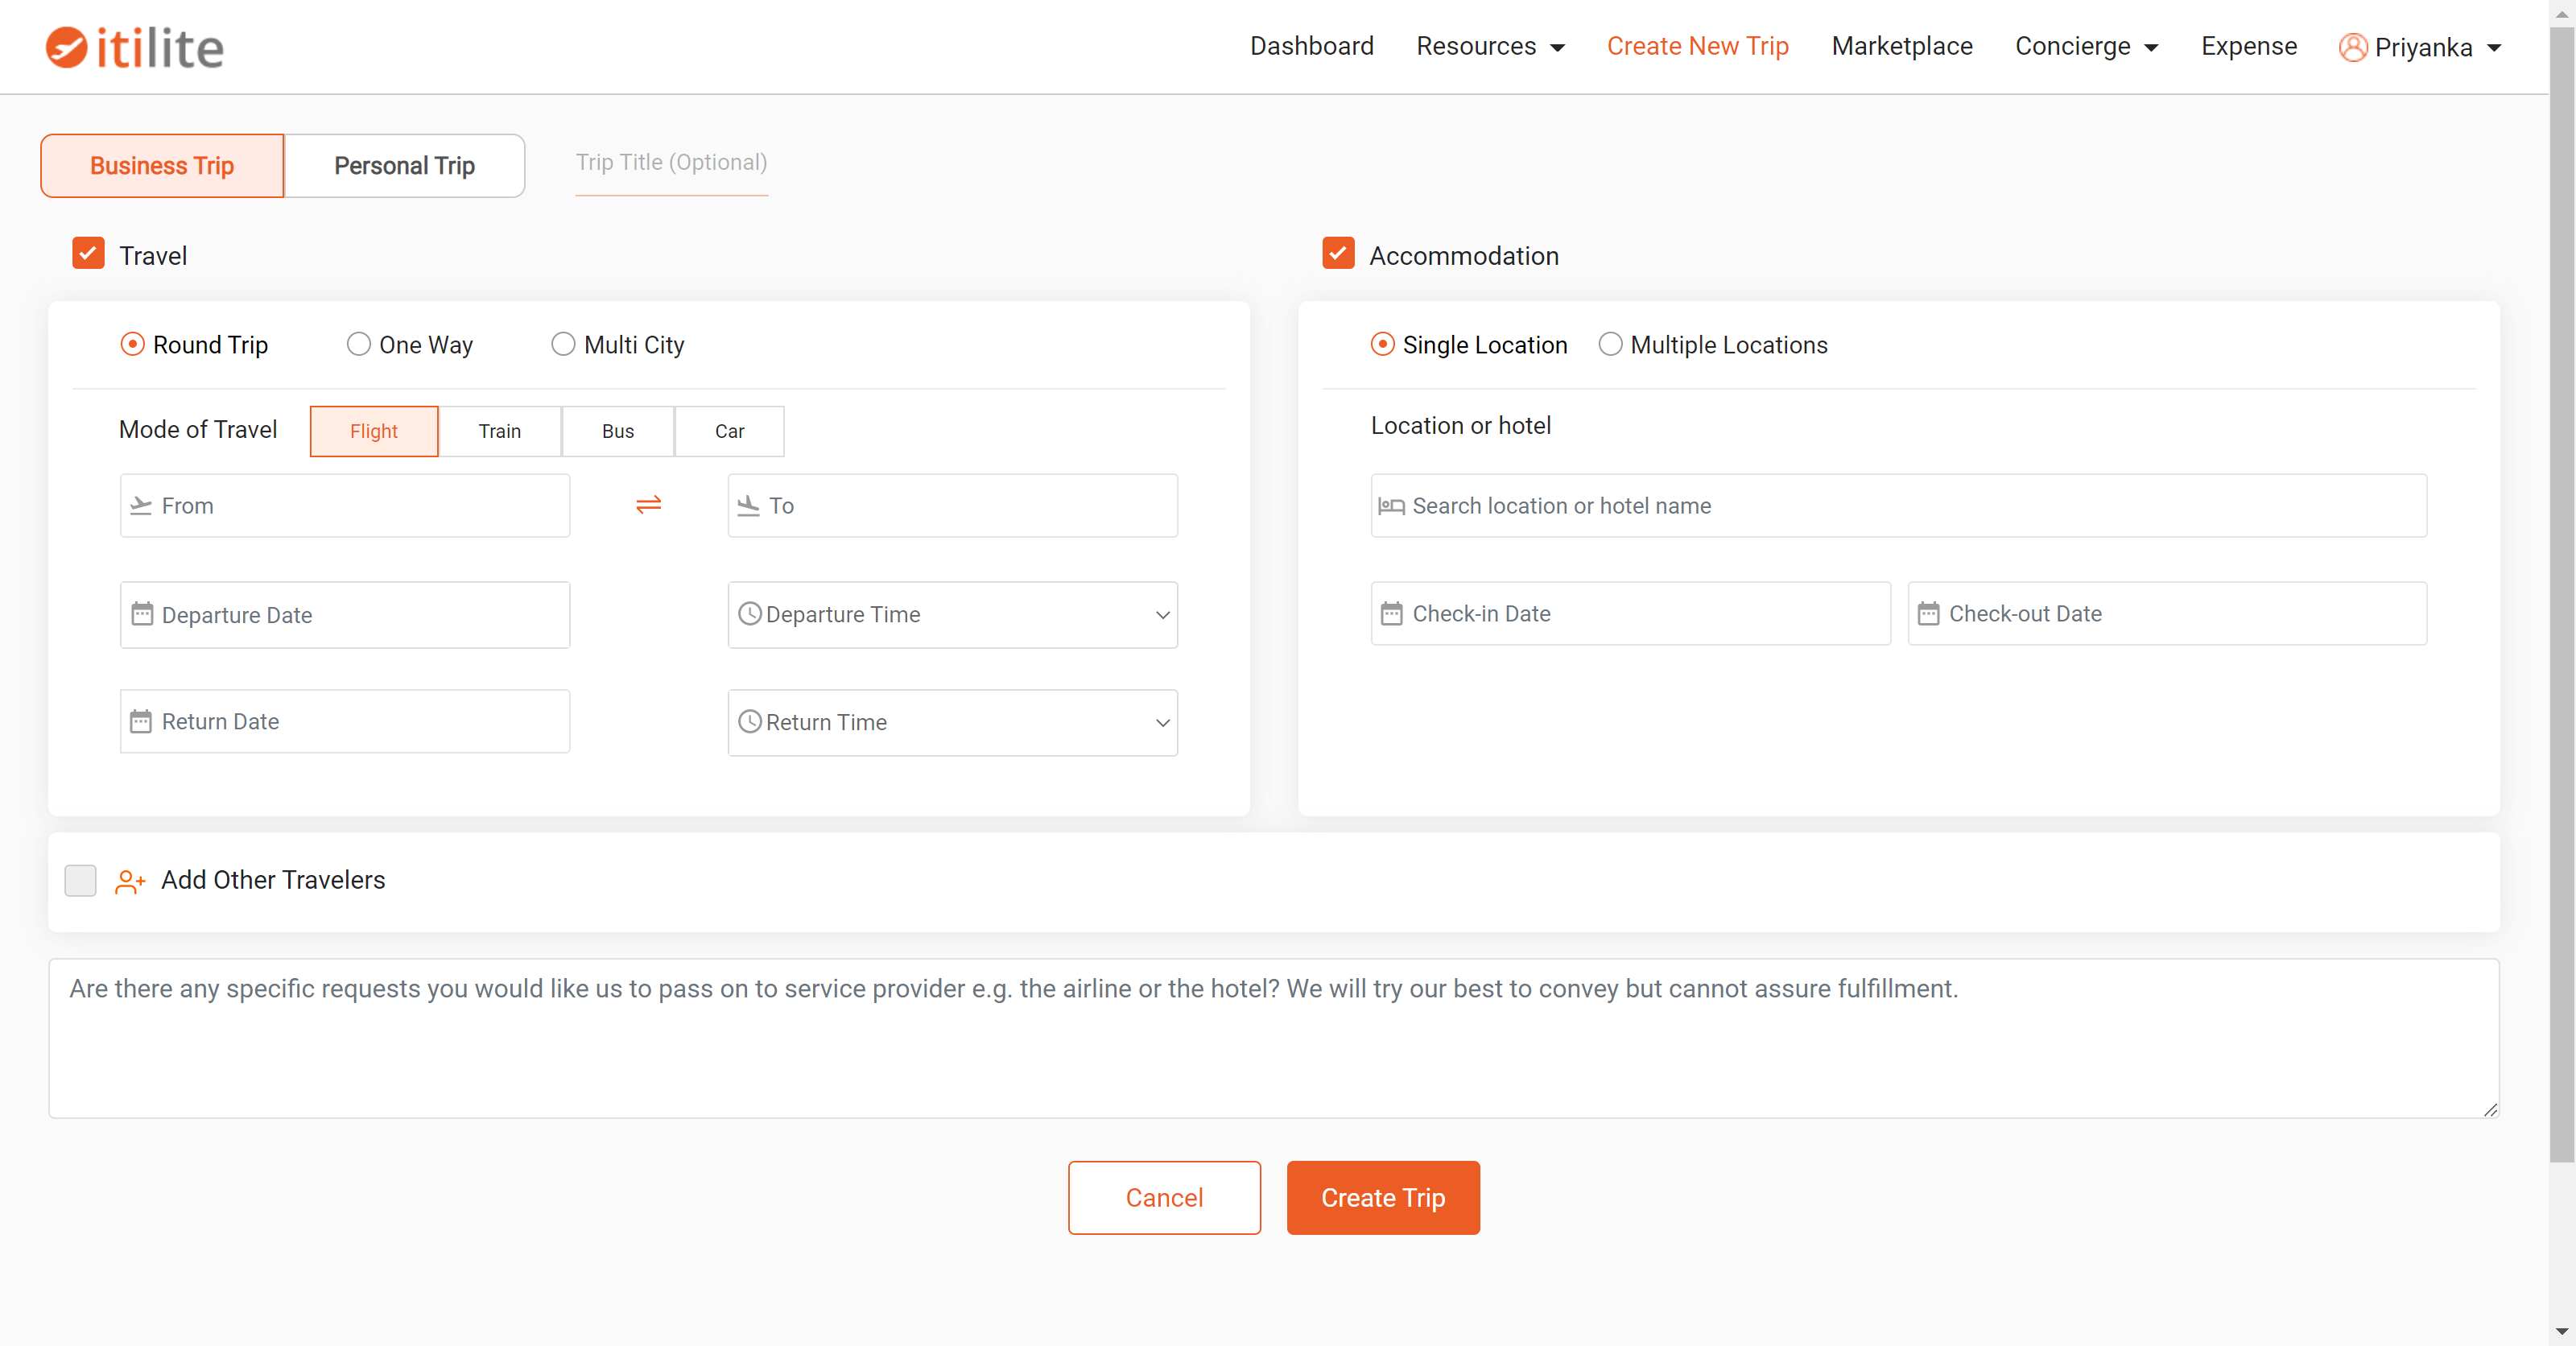 itilite
Dashboard Resources Create New Trip Marketplace Concierge Expense Priyanka
Business Trip Personal Trip Trip Title (Optional)
Travel
Round Trip One Way Multi City
Mode of Travel Flight Train Bus Car
From To
Departure Date Departure Time
Return Date Return Time
Accommodation
Single Location Multiple Locations
Location or hotel
Search location or hotel name
Check-in Date Check-out Date
Add Other Travelers
Are there any specific requests you would like us to pass on to service provider e.g. the airline or the hotel? We will try our best to convey but cannot assure fulfillment.
Cancel Create Trip